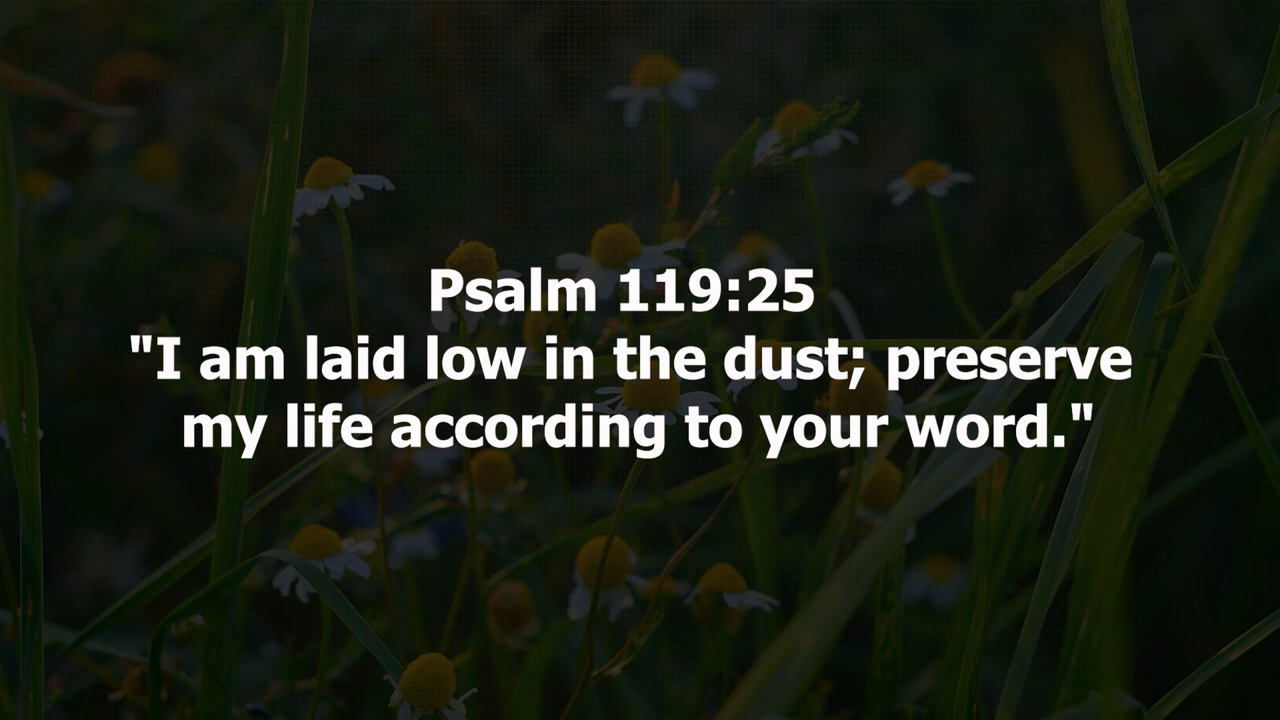 Psalm 119:25
"I am laid low in the dust; preserve
my life according to your word."